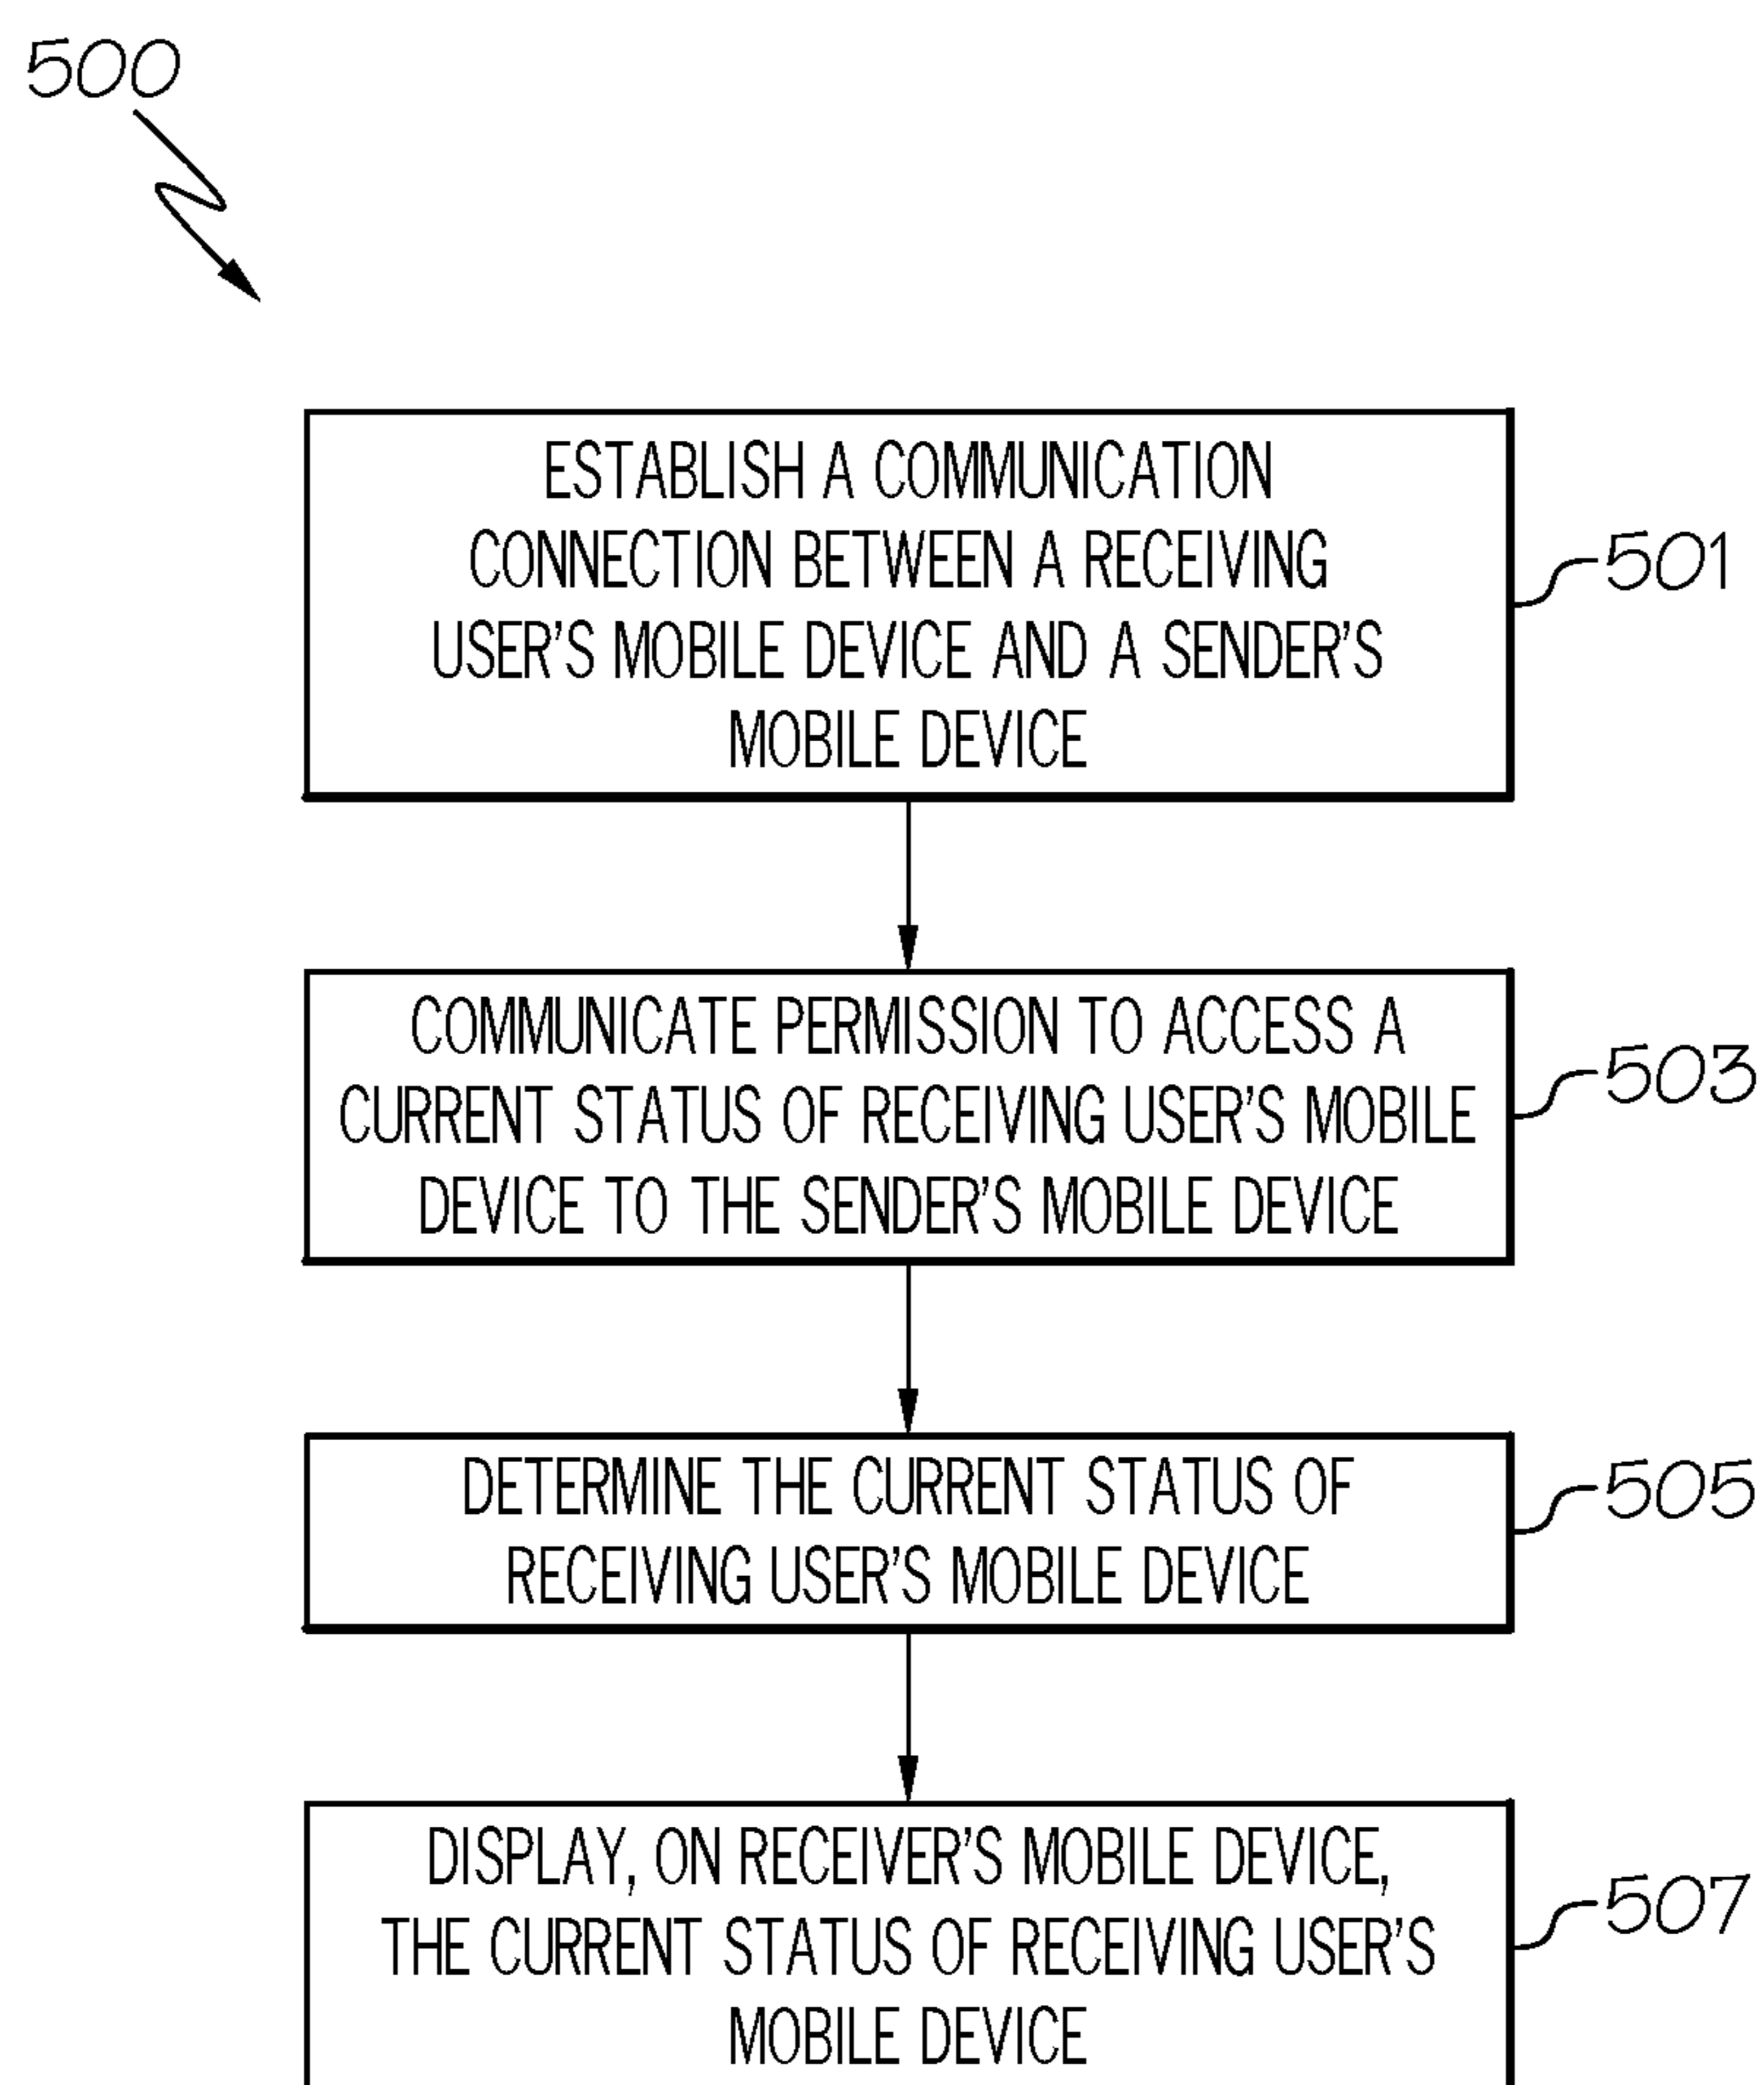 500
ESTABLISH A COMMUNICATION
CONNECTION BETWEEN A RECEIVING
USER'S MOBILE DEVICE AND A SENDER'S
MOBILE DEVICE
501
COMMUNICATE PERMISSION TO ACCESS A
CURRENT STATUS OF RECEIVING USER'S MOBILE
DEVICE TO THE SENDER'S MOBILE DEVICE
503
DETERMINE THE CURRENT STATUS OF
RECEIVING USER'S MOBILE DEVICE
505
DISPLAY, ON RECEIVER'S MOBILE DEVICE,
THE CURRENT STATUS OF RECEIVING USER'S
MOBILE DEVICE
507